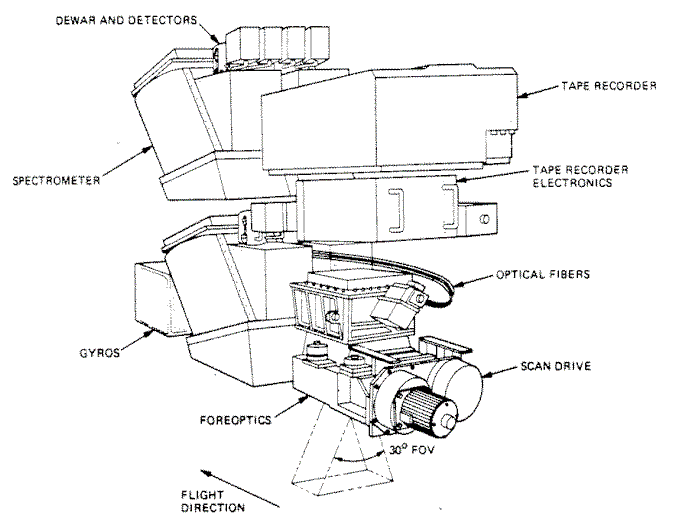 DEWAR AND DETECTORS
TAPE RECORDER
SPECTROMETER
TAPE RECORDER
ELECTRONICS
OPTICAL FIBERS
GYROS
SCAN DRIVE
FOREOPTICS
30° FOV
FLIGHT
DIRECTION